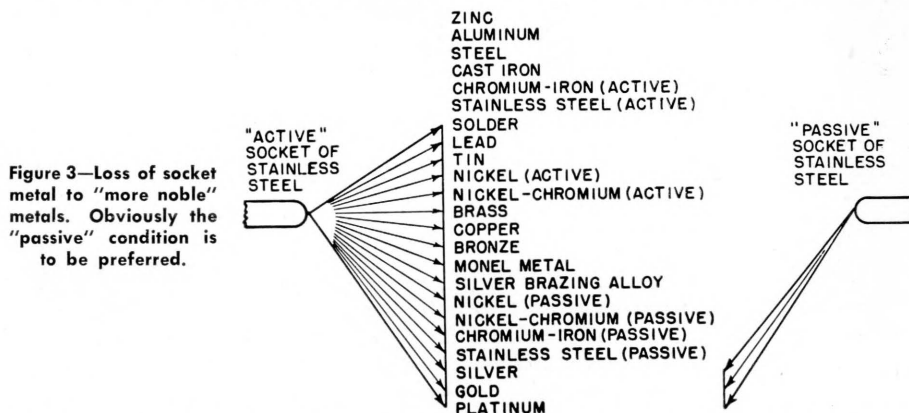 Figure 3—Loss of socket
metal to "more noble"
metals. Obviously the
"passive" condition is
to be preferred.
"ACTIVE"
SOCKET OF
STAINLESS
STEEL
ZINC
ALUMINUM
STEEL
CAST IRON
CHROMIUM-IRON (ACTIVE)
STAINLESS STEEL (ACTIVE)
SOLDER
LEAD
TIN
NICKEL (ACTIVE)
NICKEL-CHROMIUM (ACTIVE)
BRASS
COPPER
BRONZE
MONEL METAL
SILVER BRAZING ALLOY
NICKEL (PASSIVE)
NICKEL-CHROMIUM (PASSIVE)
CHROMIUM-IRON (PASSIVE)
STAINLESS STEEL (PASSIVE)
SILVER
GOLD
PLATINUM
"PASSIVE"
SOCKET OF
STAINLESS
STEEL